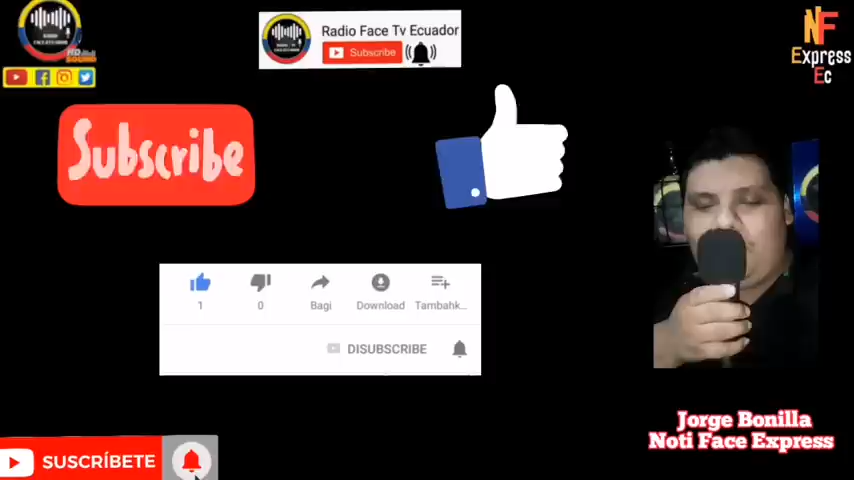 Radio Face Tv Ecuador
Subscribe
NF
Express
Ec
Subscribe
1
0
Bagi
Download
Tambahk...
DISUBSCRIBE
Jorge Bonilla
Noti Face Express
SUSCRÍBETE